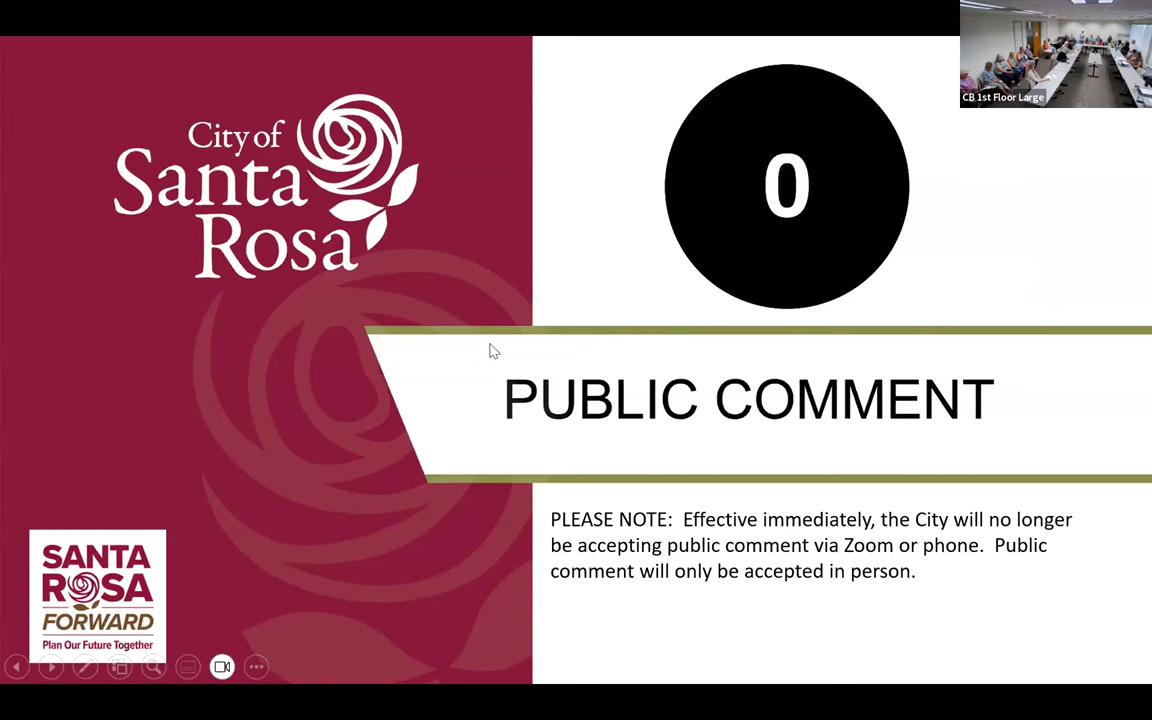 CB 1st Floor Large
City of
Santa
Rosa
0
PUBLIC COMMENT
PLEASE NOTE:  Effective immediately, the City will no longer
be accepting public comment via Zoom or phone.  Public
comment will only be accepted in person.
SANTA
ROSA
FORWARD
Plan Our Future Together